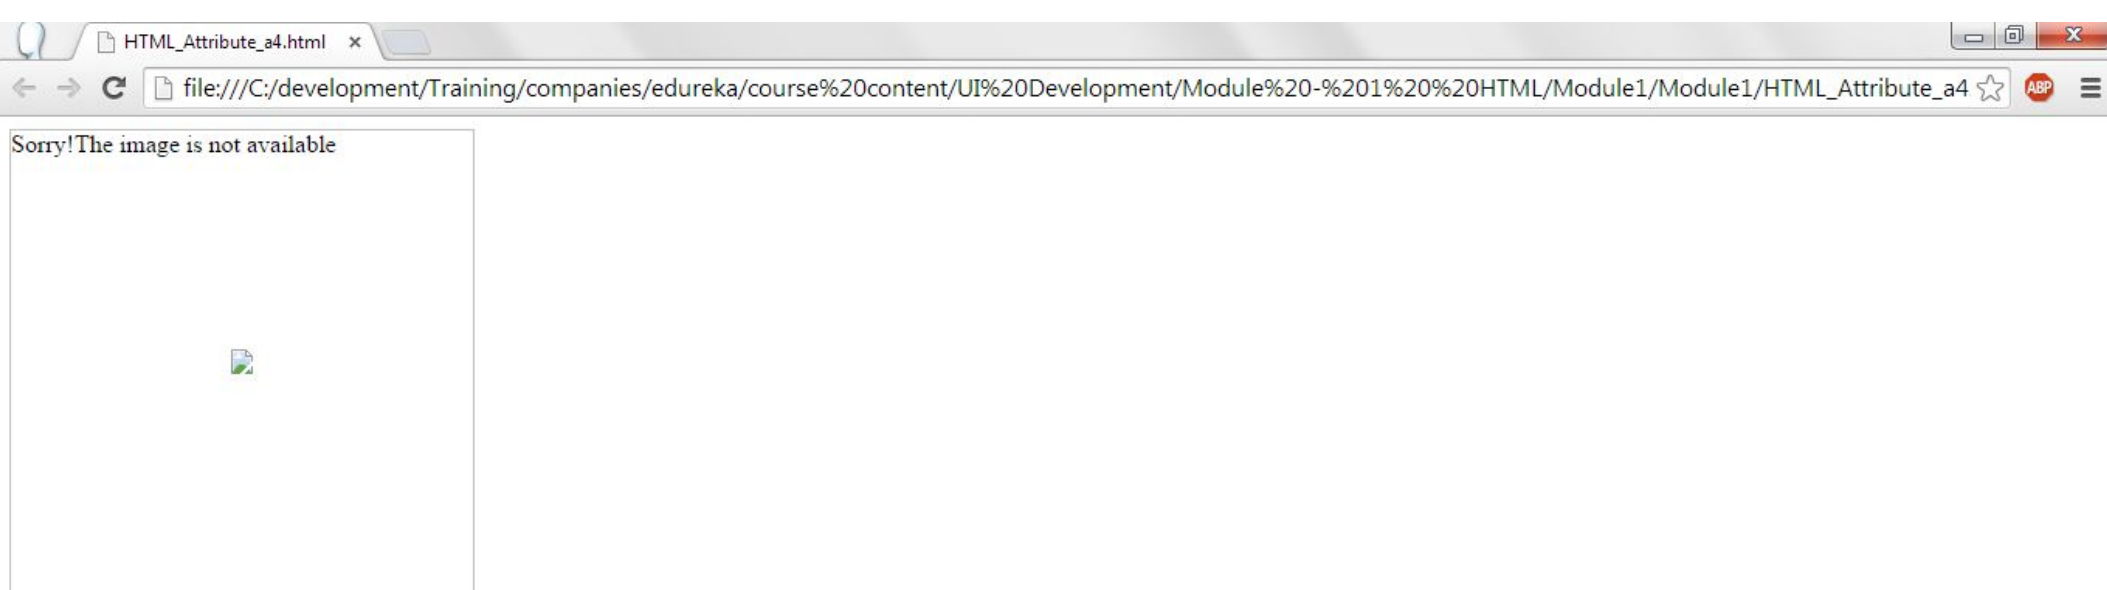 HTML_Attribute_a4.html
file:///C:/development/Training/companies/edureka/course%20content/UI%20Development/Module%20-%201%20%20HTML/Module1/Module1/HTML_Attribute_a4
ABP
Sorry!The image is not available